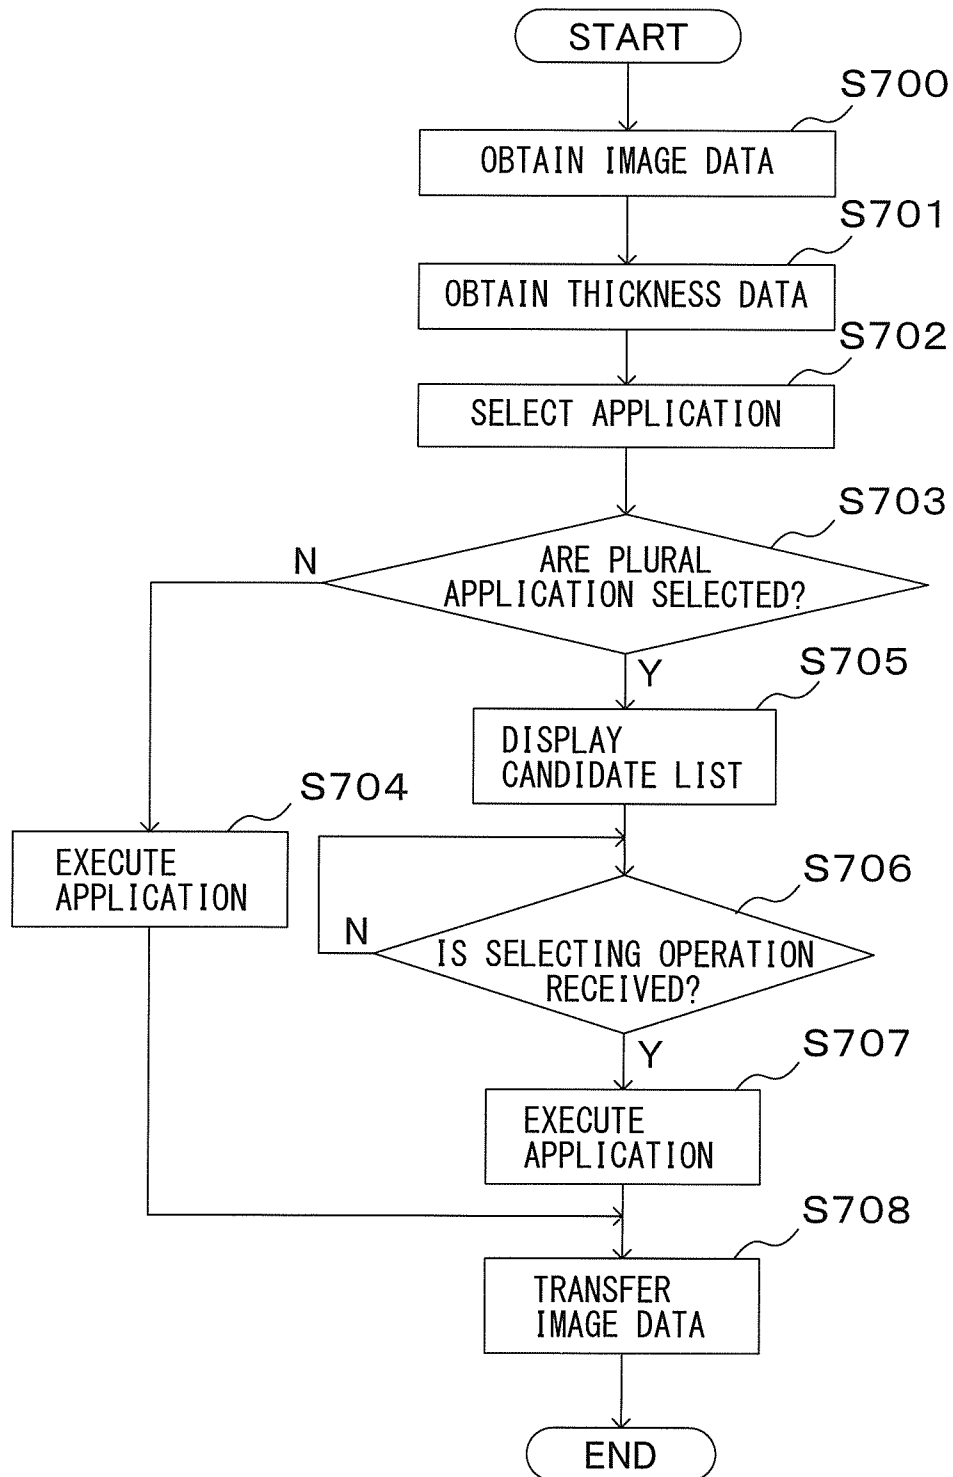 START
S700
OBTAIN IMAGE DATA
S701
OBTAIN THICKNESS DATA
S702
SELECT APPLICATION
S703
N
ARE PLURAL
APPLICATION SELECTED?
Y
S705
DISPLAY
CANDIDATE LIST
S704
EXECUTE
APPLICATION
S706
N
IS SELECTING OPERATION
RECEIVED?
Y
S707
EXECUTE
APPLICATION
S708
TRANSFER
IMAGE DATA
END